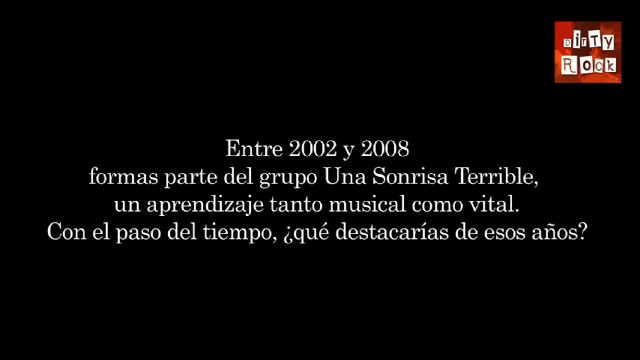 DiRTY
ROcK
Entre 2002 y 2008
formas parte del grupo Una Sonrisa Terrible,
un aprendizaje tanto musical como vital.
Con el paso del tiempo, ¿qué destacarías de esos años?